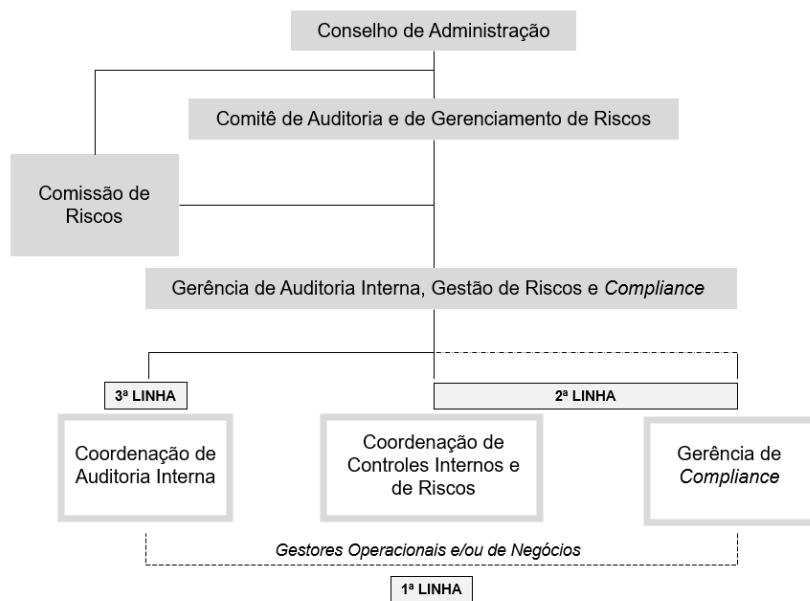 Conselho de Administração
Comitê de Auditoria e de Gerenciamento de Riscos
Comissão de
Riscos
Gerência de Auditoria Interna, Gestão de Riscos e Compliance
3ª LINHA
2ª LINHA
Coordenação de
Auditoria Interna
Coordenação de
Controles Internos e
de Riscos
Gerência de
Compliance
Gestores Operacionais e/ou de Negócios
1ª LINHA